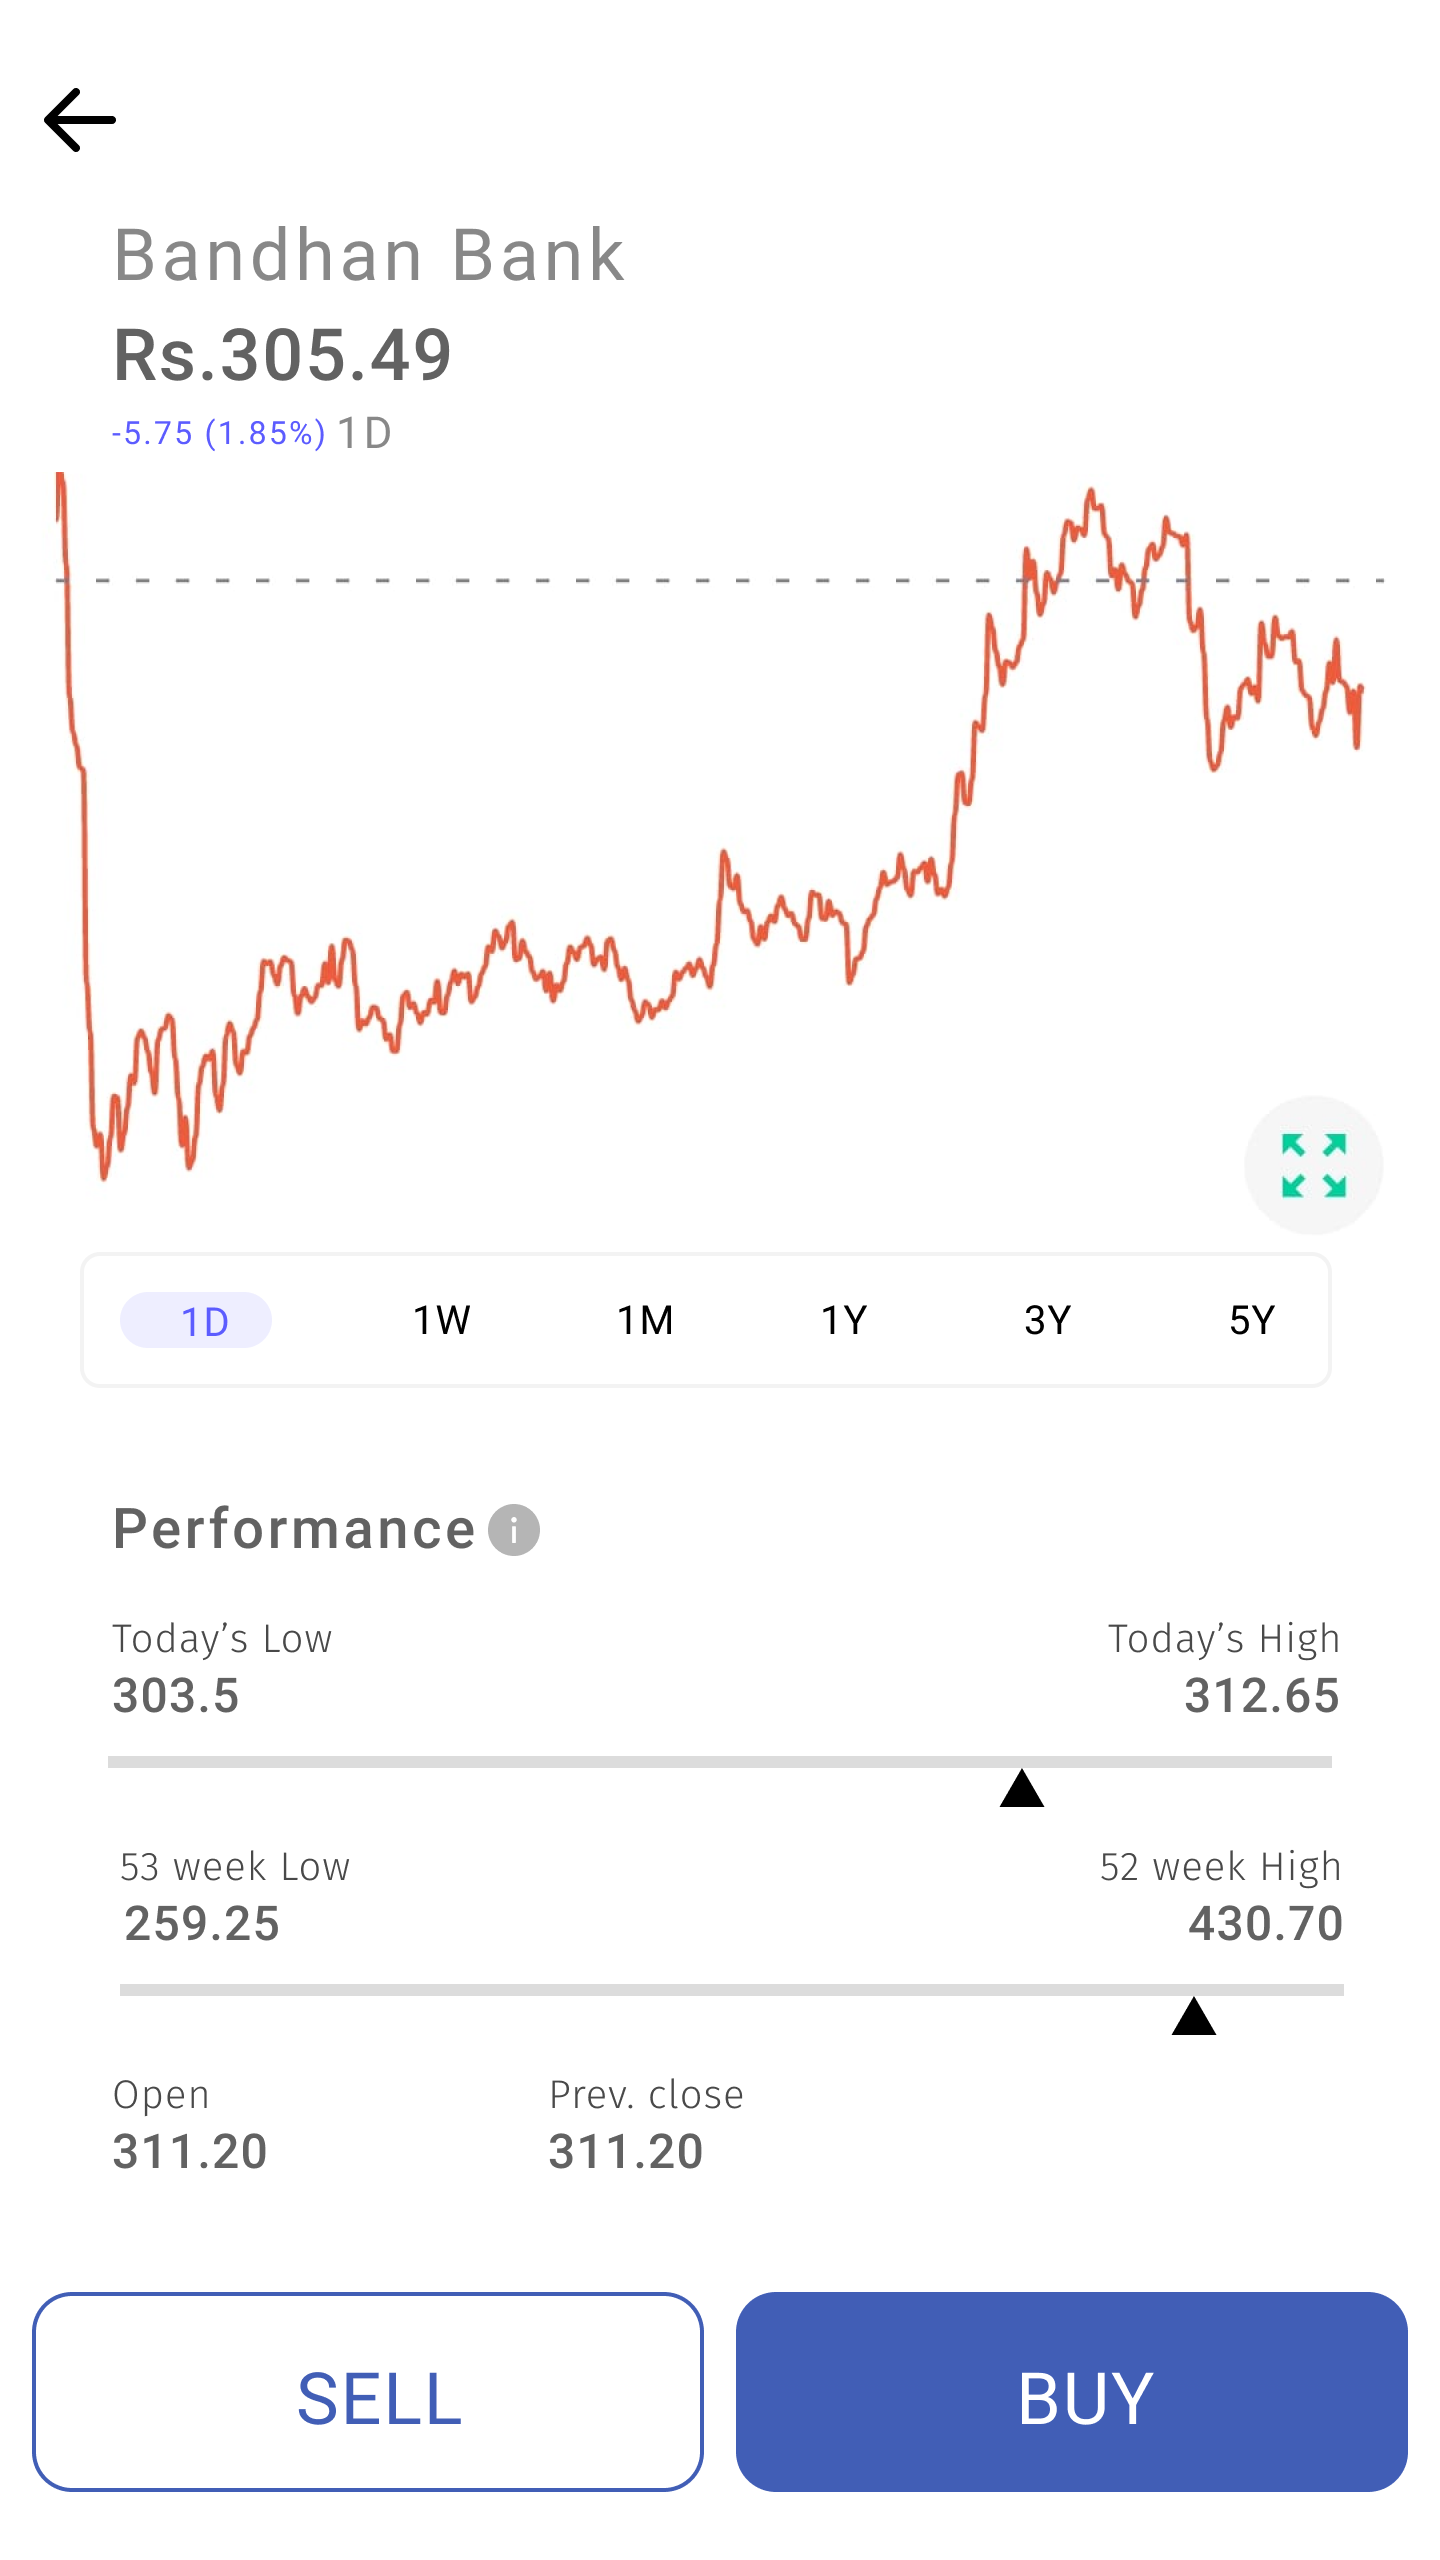 Bandhan Bank
Rs.305.49
-5.75 (1.85%) 1D
1D 1W 1M 1Y 3Y 5Y
Performance i
Today’s Low Today’s High
303.5 312.65
53 week Low 52 week High
259.25 430.70
Open Prev. close
311.20 311.20
SELL BUY